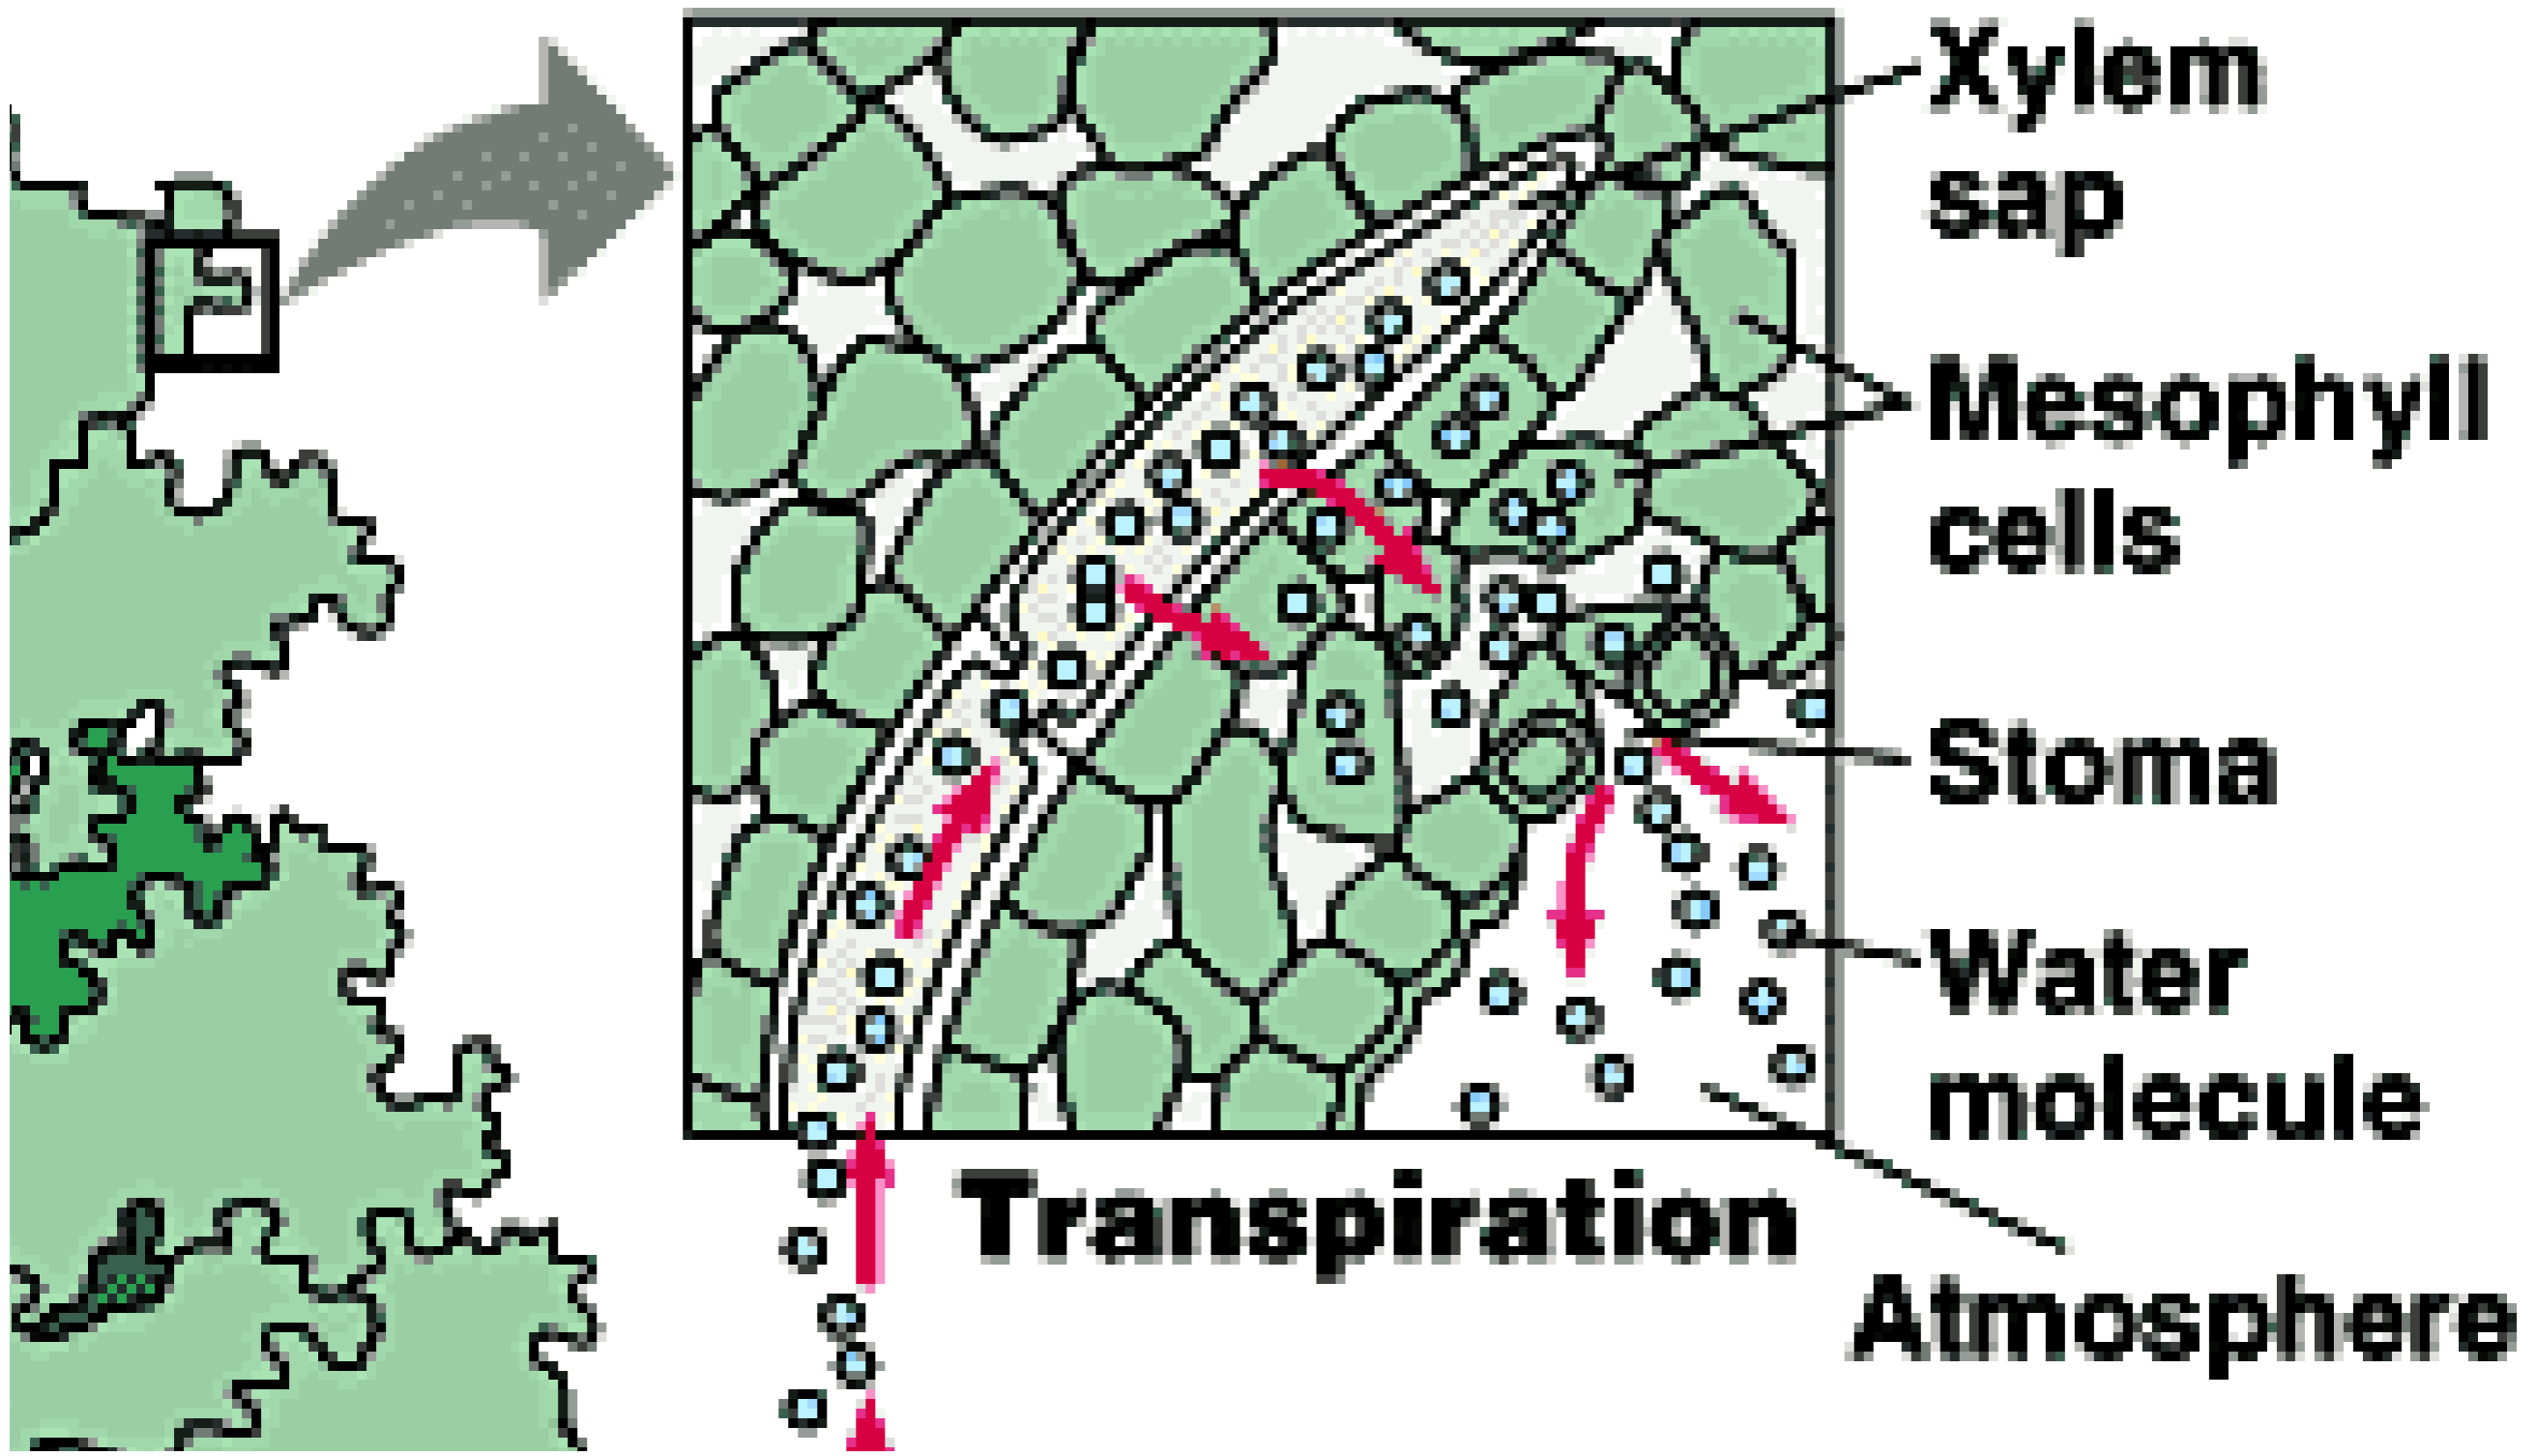 Xylem
sap
Mesophyll
cells
Stoma
Water
molecule
Transpiration
Atmosphere